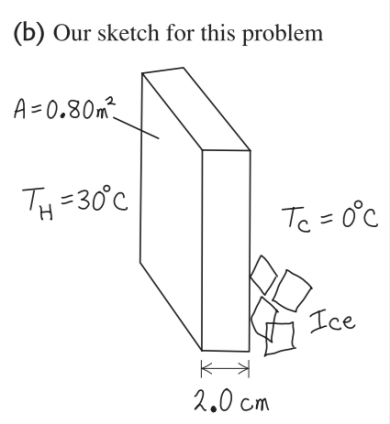 (b) Our sketch for this problem
A=0.80m²
T_H=30°C
T_C=0°C
Ice
2.0 cm